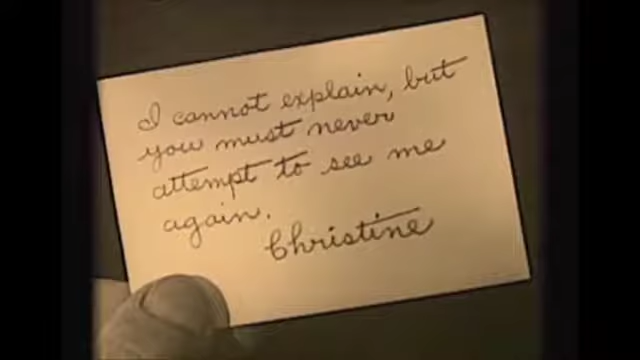 I cannot explain, but
you must never
attempt to see me
again.
Christine